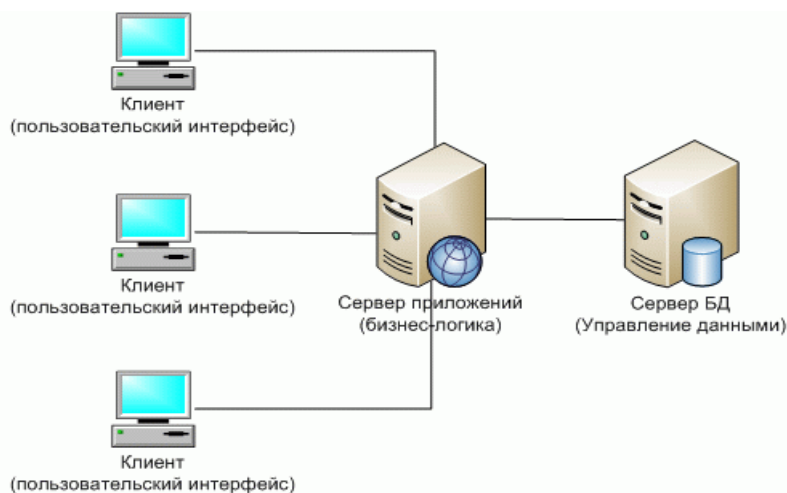 Клиент
(пользовательский интерфейс)
Клиент
(пользовательский интерфейс)
Сервер приложений
(бизнес-логика)
Сервер БД
(Управление данными)
Клиент
(пользовательский интерфейс)